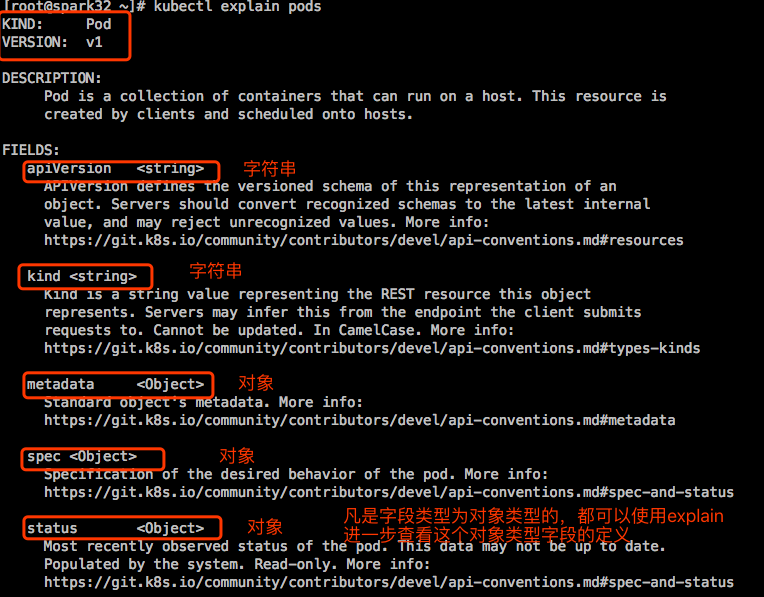 [root@spark32 ~]# kubectl explain pods
KIND: Pod
VERSION: v1
DESCRIPTION:
Pod is a collection of containers that can run on a host. This resource is
created by clients and scheduled onto hosts.
FIELDS:
apiVersion <string> 字符串
APIVersion defines the versioned schema of this representation of an
object. Servers should convert recognized schemas to the latest internal
value, and may reject unrecognized values. More info:
https://git.k8s.io/community/contributors/devel/api-conventions.md#resources
kind <string> 字符串
Kind is a string value representing the REST resource this object
represents. Servers may infer this from the endpoint the client submits
requests to. Cannot be updated. In CamelCase. More info:
https://git.k8s.io/community/contributors/devel/api-conventions.md#types-kinds
metadata <Object> 对象
Standard object's metadata. More info:
https://git.k8s.io/community/contributors/devel/api-conventions.md#metadata
spec <Object> 对象
Specification of the desired behavior of the pod. More info:
https://git.k8s.io/community/contributors/devel/api-conventions.md#spec-and-status
status <Object> 对象
凡是字段类型为对象类型的，都可以使用explain
进一步查看这个对象类型字段的定义
Most recently observed status of the pod. This data may not be up to date.
Populated by the system. Read-only. More info:
https://git.k8s.io/community/contributors/devel/api-conventions.md#spec-and-status